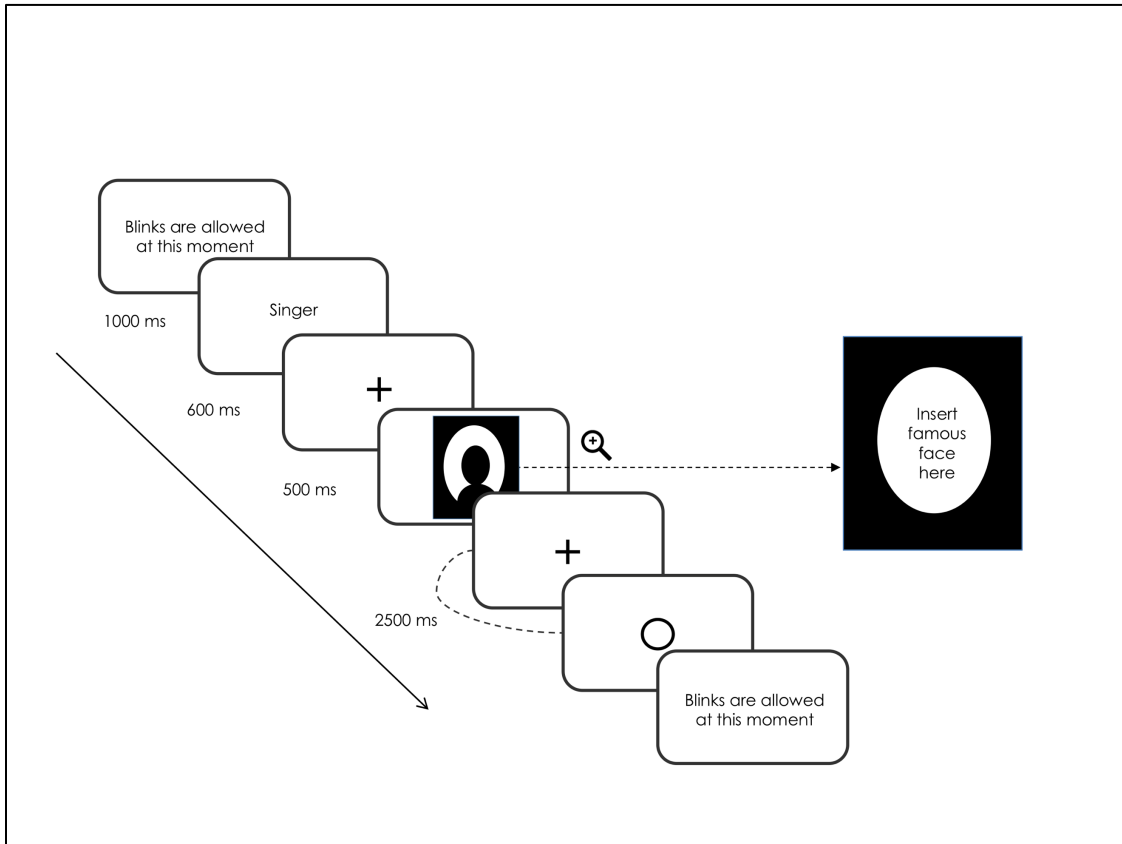 Blinks are allowed
at this moment
1000 ms
Singer
600 ms
500 ms
Insert
famous
face
here
2500 ms
Blinks are allowed
at this moment